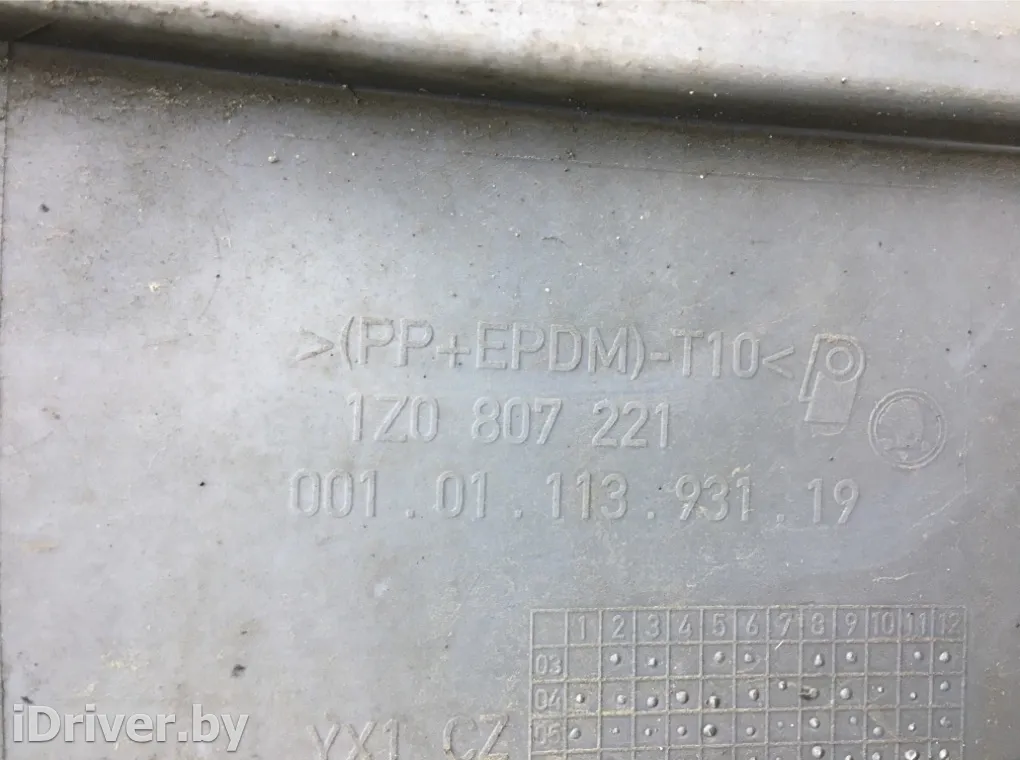 >(PP+EPDM)-T10<
1Z0 807 221
001 . 01 . 113 . 931 . 19
1 2 3 4 5 6 7 8 9 10 11 12
03
04
05
YX1 CZ
iDriver.by